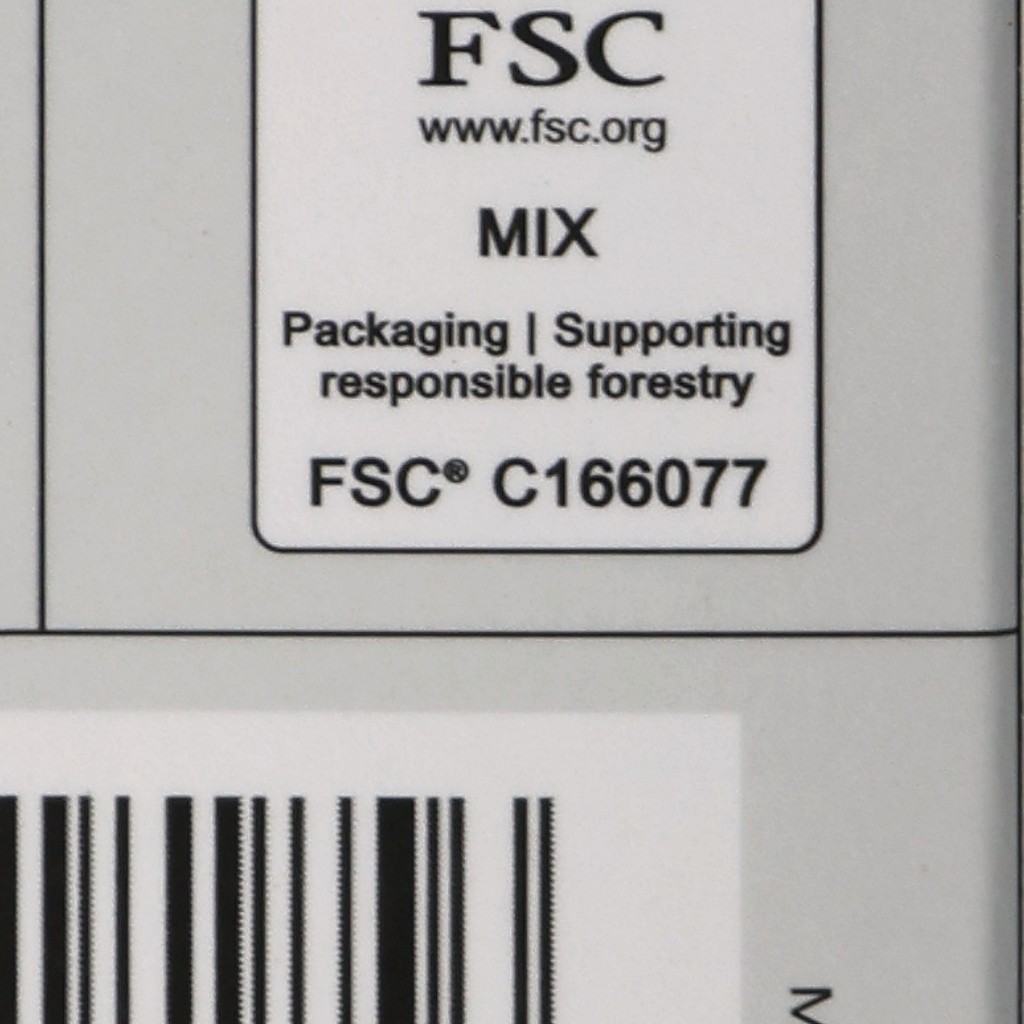 FSC
www.fsc.org
MIX
Packaging | Supporting
responsible forestry
FSC® C166077
M